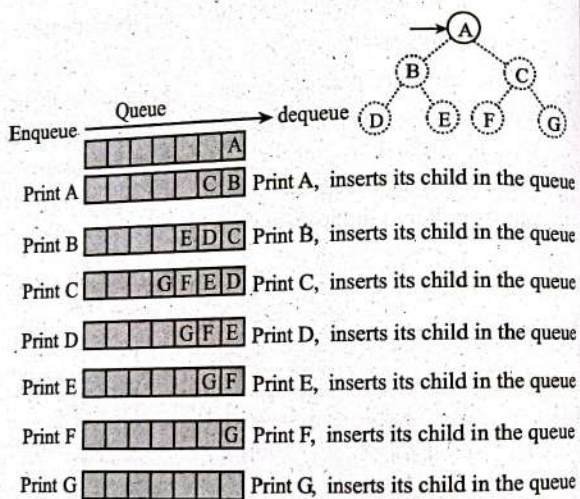 A
B C
D E F G
Queue
Enqueue dequeue
A
Print A C B Print A, inserts its child in the queue
Print B E D C Print B, inserts its child in the queue
Print C G F E D Print C, inserts its child in the queue
Print D G F E Print D, inserts its child in the queue
Print E G F Print E, inserts its child in the queue
Print F G Print F, inserts its child in the queue
Print G Print G, inserts its child in the queue